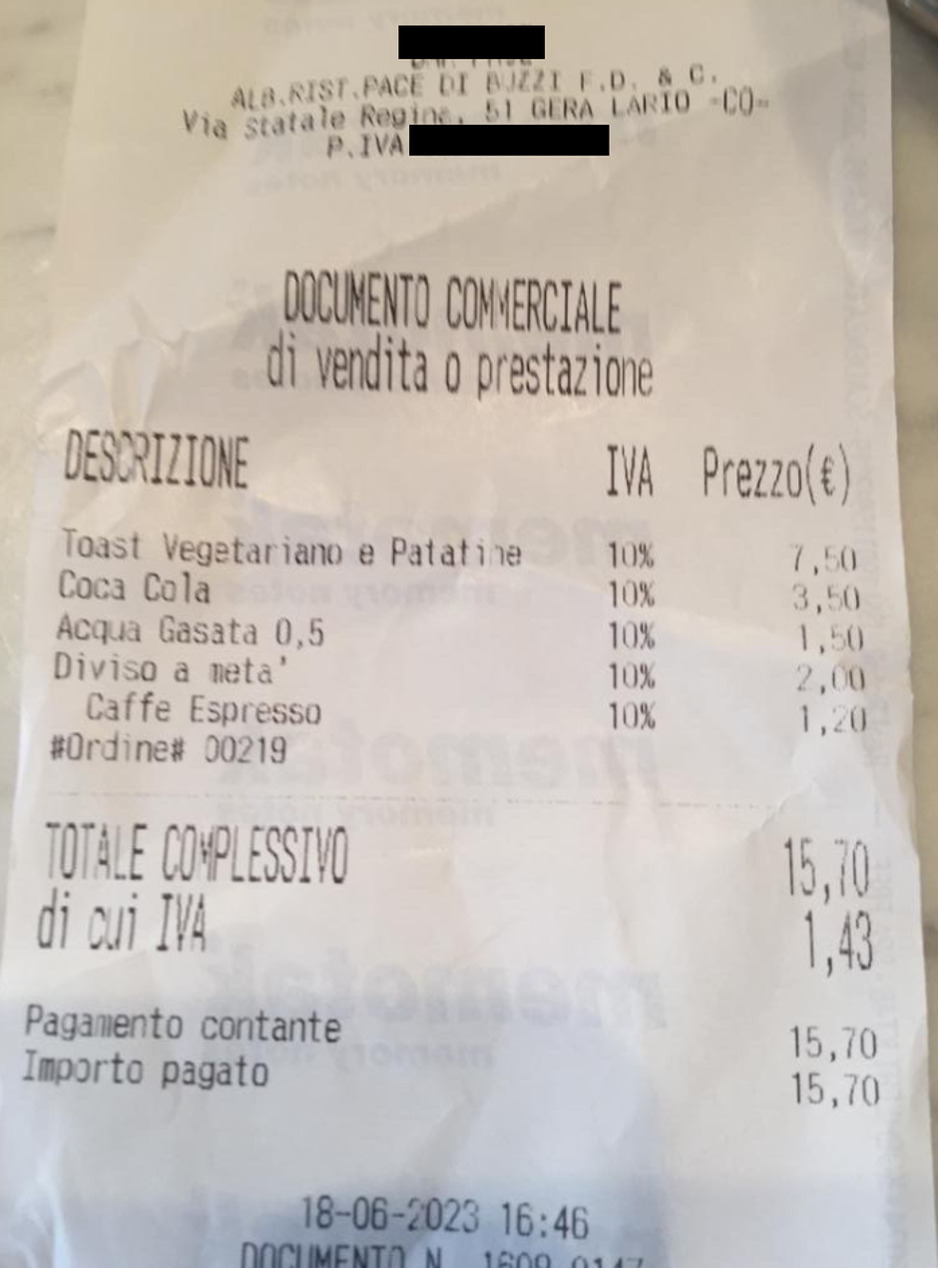 ALB.RIST.PACE DI BUZZI F.D. & C.
Via Statale Regina, 51 GERA LARIO -CO-
P.IVA
DOCUMENTO COMMERCIALE
di vendita o prestazione
DESCRIZIONE IVA Prezzo(€)
Toast Vegetariano e Patatine 10% 7,50
Coca Cola 10% 3,50
Acqua Gasata 0,5 10% 1,50
Diviso a meta' 10% 2,00
Caffe Espresso 10% 1,20
#Ordine# 00219
TOTALE COMPLESSIVO 15,70
di cui IVA 1,43
Pagamento contante 15,70
Importo pagato 15,70
18-06-2023 16:46
DOCUMENTO N. 1609-0147